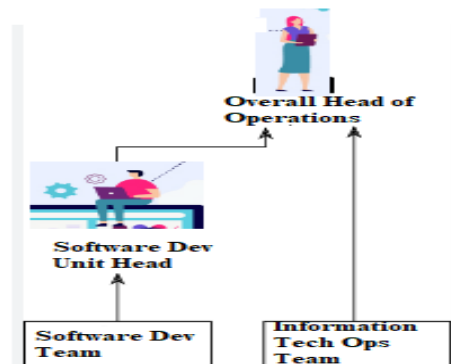 Overall Head of
Operations
Software Dev
Unit Head
Software Dev
Team
Information
Tech Ops
Team